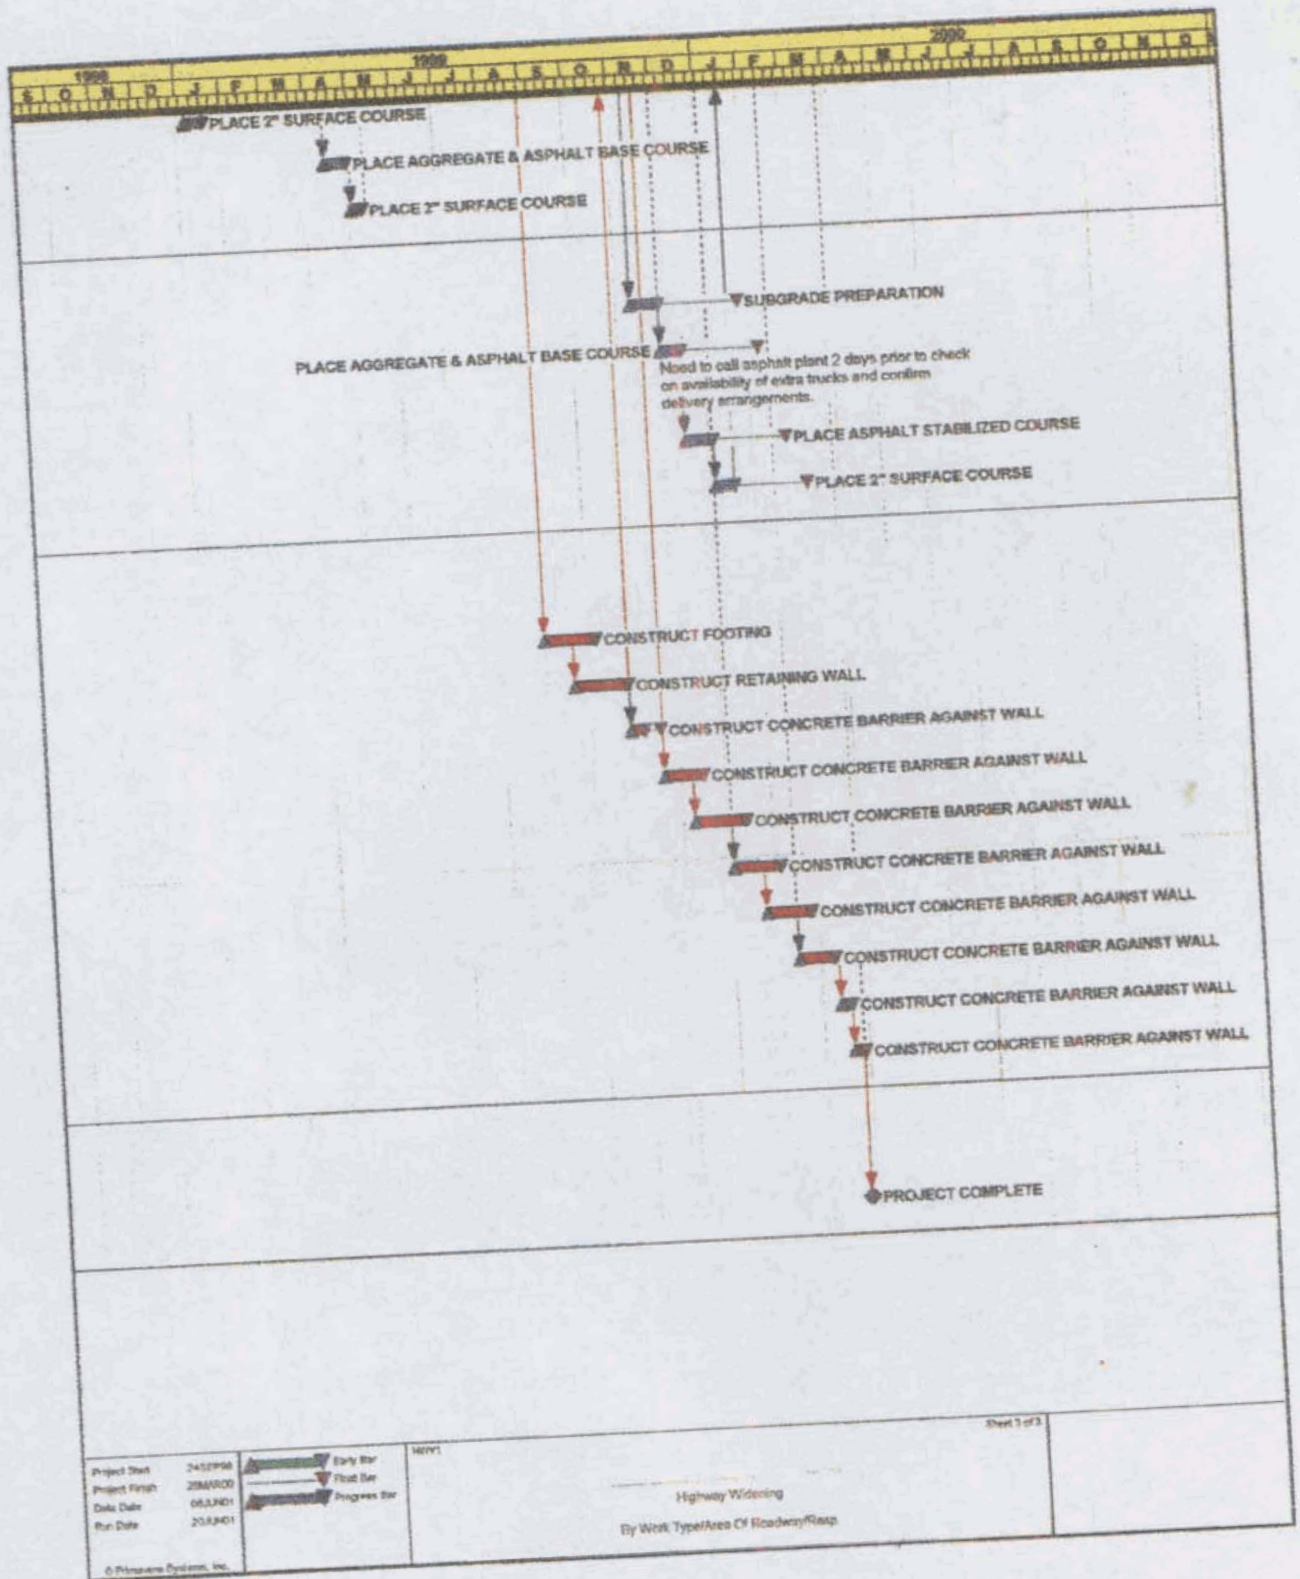 1998 1999 2000
S O N D J F M A M J J A S O N D J F M A M J J A S O N D
PLACE 2" SURFACE COURSE
PLACE AGGREGATE & ASPHALT BASE COURSE
PLACE 2" SURFACE COURSE
SUBGRADE PREPARATION
PLACE AGGREGATE & ASPHALT BASE COURSE
Need to call asphalt plant 2 days prior to check
on availability of extra trucks and confirm
delivery arrangements.
PLACE ASPHALT STABILIZED COURSE
PLACE 2" SURFACE COURSE
CONSTRUCT FOOTING
CONSTRUCT RETAINING WALL
CONSTRUCT CONCRETE BARRIER AGAINST WALL
CONSTRUCT CONCRETE BARRIER AGAINST WALL
CONSTRUCT CONCRETE BARRIER AGAINST WALL
CONSTRUCT CONCRETE BARRIER AGAINST WALL
CONSTRUCT CONCRETE BARRIER AGAINST WALL
CONSTRUCT CONCRETE BARRIER AGAINST WALL
CONSTRUCT CONCRETE BARRIER AGAINST WALL
CONSTRUCT CONCRETE BARRIER AGAINST WALL
PROJECT COMPLETE
Project Start 24SEP98
Project Finish
Data Date 06JUN01
Run Date 20JUN01
© Primavera Systems, Inc.
Early Bar
Float Bar
Progress Bar
Sheet 3 of 3
Highway Widening
By Work Type/Area Of Roadway/Resp.